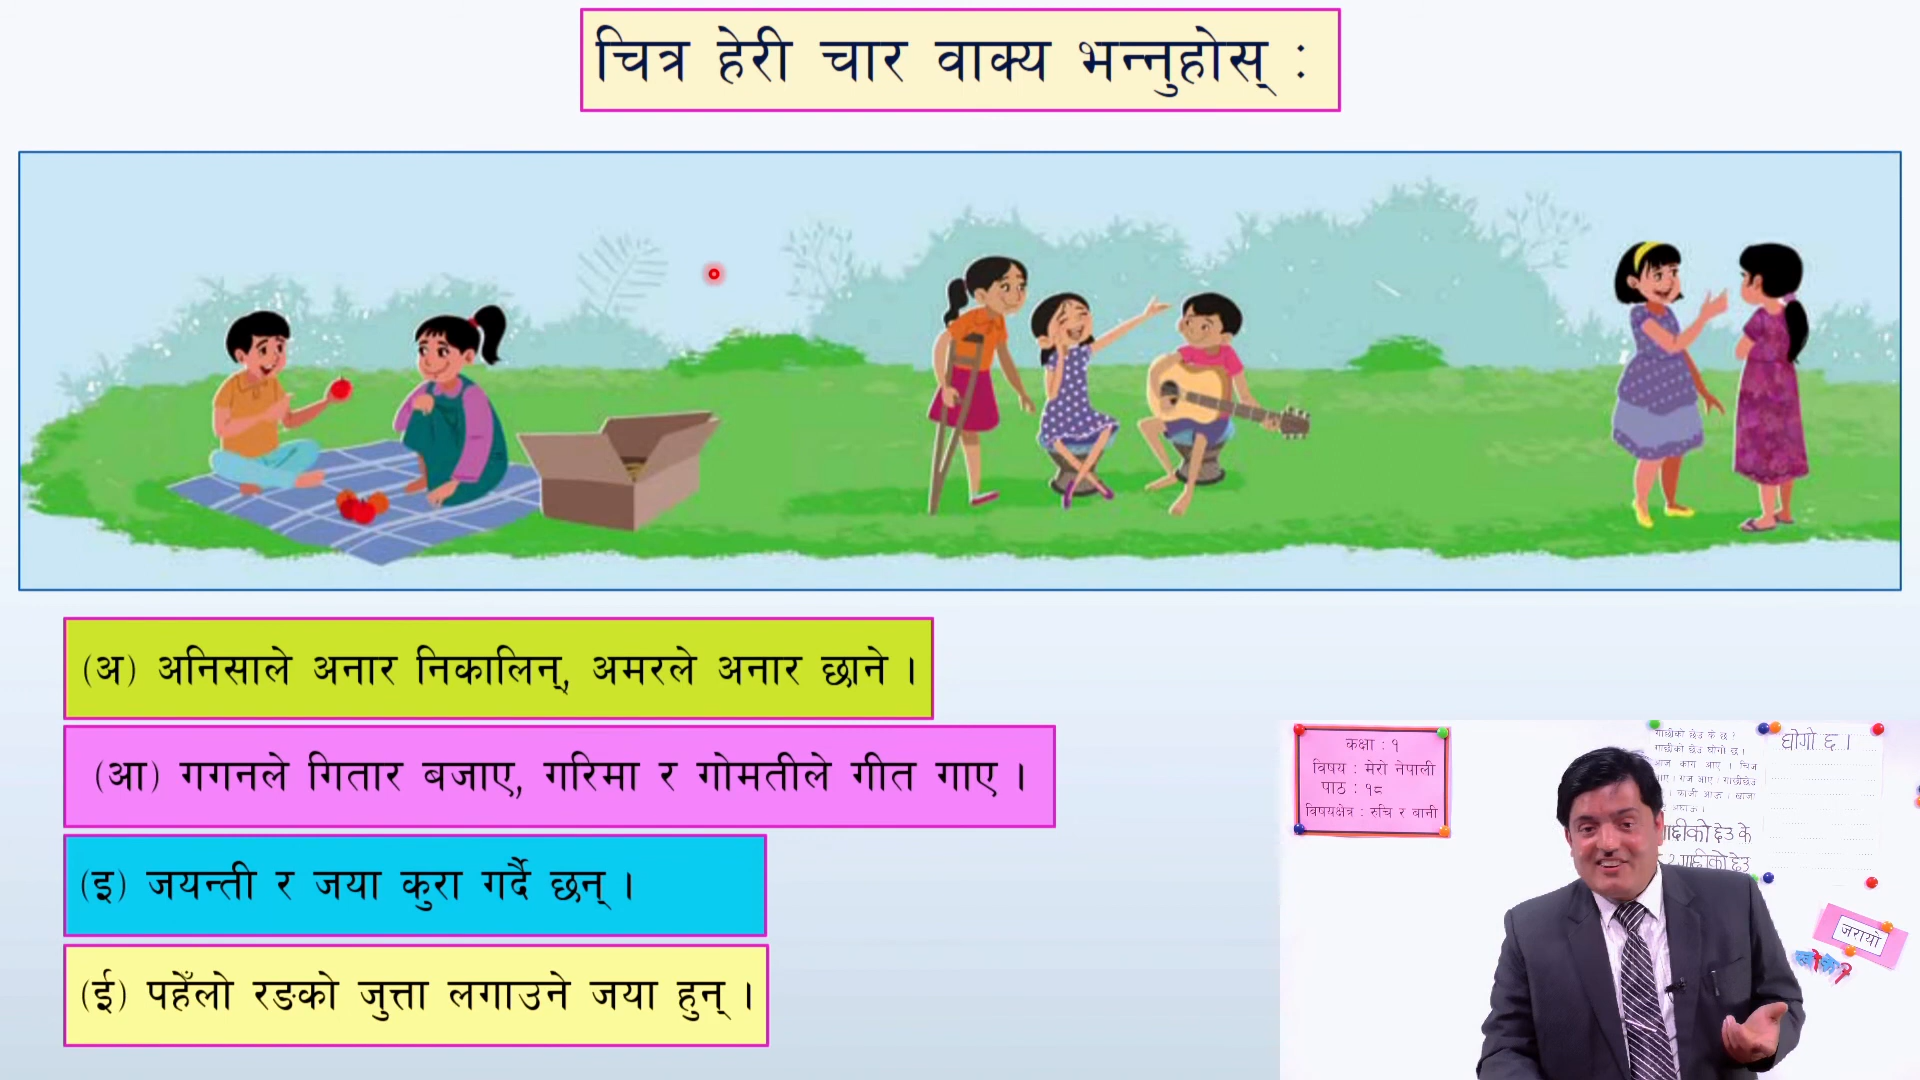 चित्र हेरी चार वाक्य भन्नुहोस् :
(अ) अनिसाले अनार निकालिन्, अमरले अनार छाने ।
(आ) गगनले गितार बजाए, गरिमा र गोमतीले गीत गाए ।
(इ) जयन्ती र जया कुरा गर्दै छन् ।
(ई) पहेँलो रङको जुत्ता लगाउने जया हुन् ।
कक्षा : १
विषय : मेरो नेपाली
पाठ : १८
विषयक्षेत्र : रुचि र बानी
घोगो छ ।
जरायो